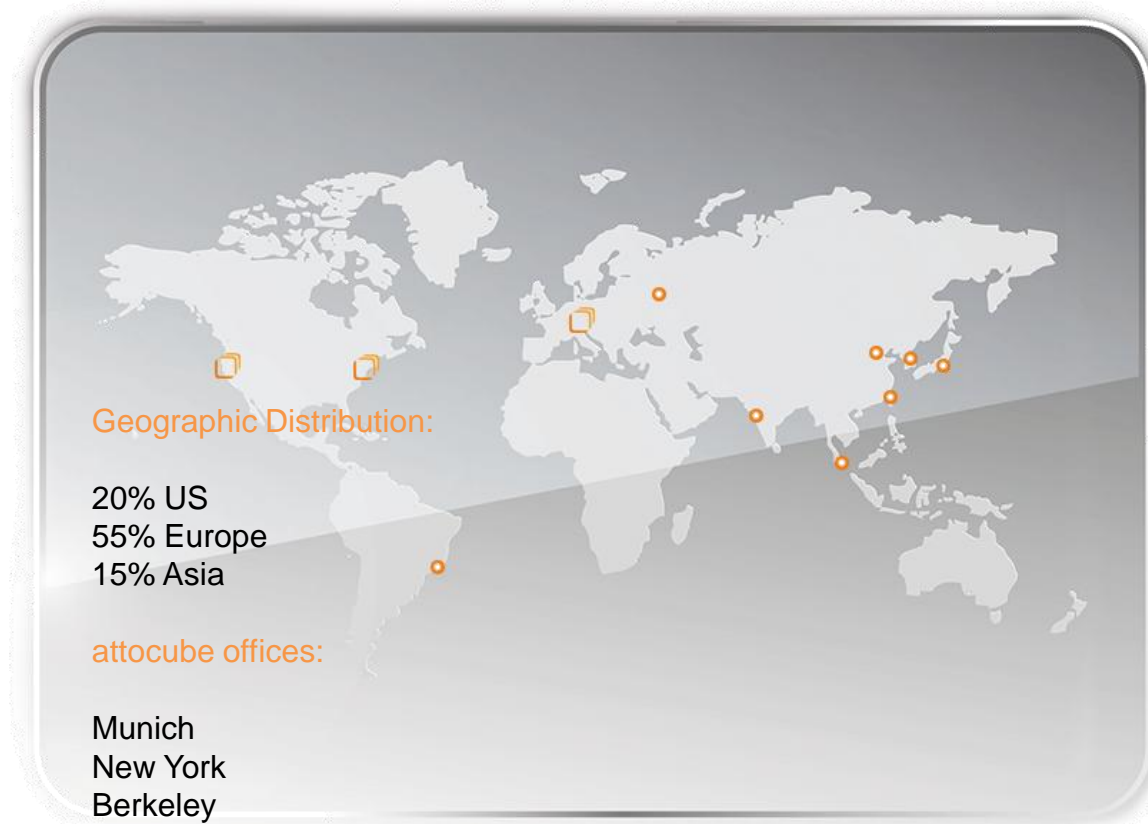 Geographic Distribution:
20% US
55% Europe
15% Asia
attocube offices:
Munich
New York
Berkeley